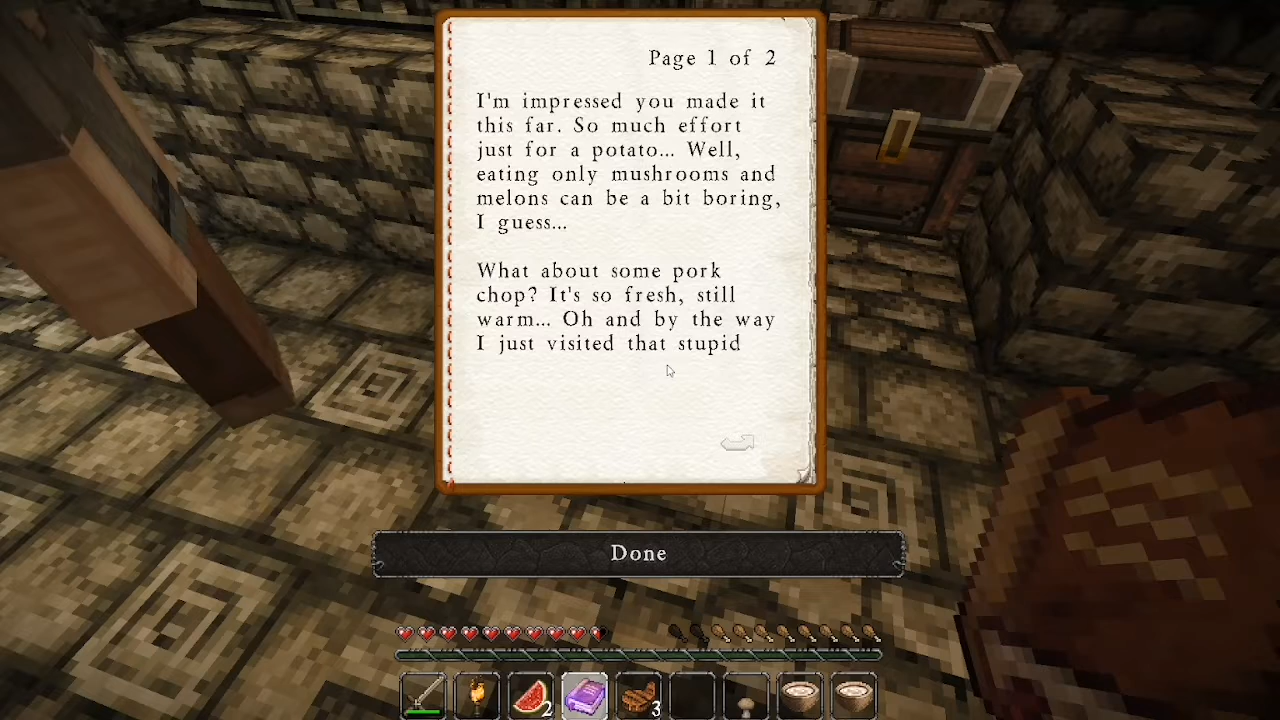 Page 1 of 2
I'm impressed you made it
this far. So much effort
just for a potato... Well,
eating only mushrooms and
melons can be a bit boring,
I guess...
What about some pork
chop? It's so fresh, still
warm... Oh and by the way
I just visited that stupid
Done
2
3